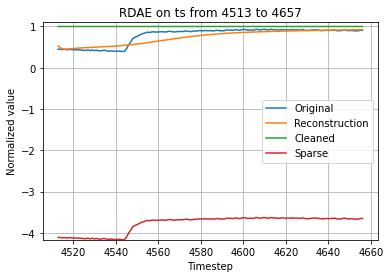 RDAE on ts from 4513 to 4657
Normalized value
1
0
−1
−2
−3
−4
Original
Reconstruction
Cleaned
Sparse
4520 4540 4560 4580 4600 4620 4640 4660
Timestep